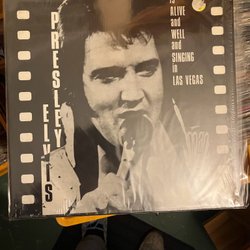 ELVIS PRESLEY
is
ALIVE
and
WELL and
SINGING
in
LAS VEGAS